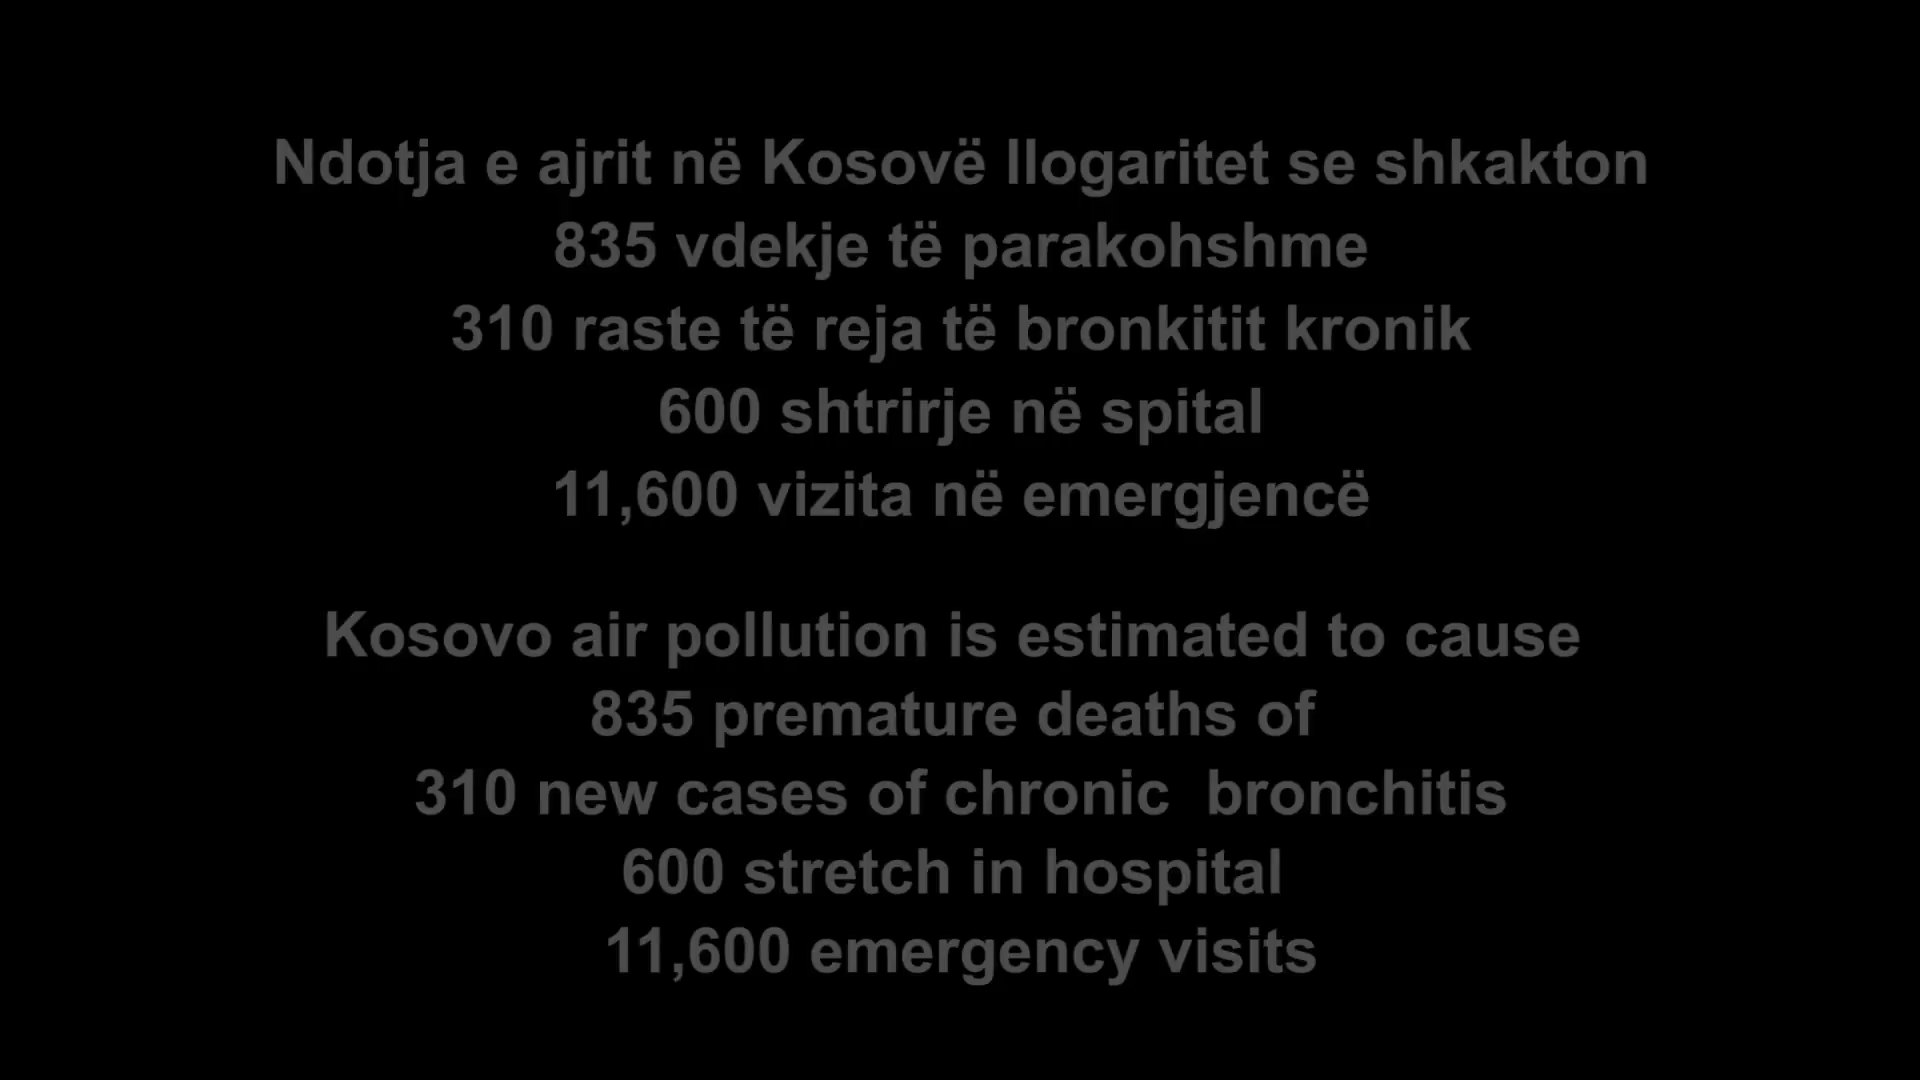 Ndotja e ajrit në Kosovë llogaritet se shkakton
835 vdekje të parakohshme
310 raste të reja të bronkitit kronik
600 shtrirje në spital
11,600 vizita në emergjencë
Kosovo air pollution is estimated to cause
835 premature deaths of
310 new cases of chronic  bronchitis
600 stretch in hospital
11,600 emergency visits